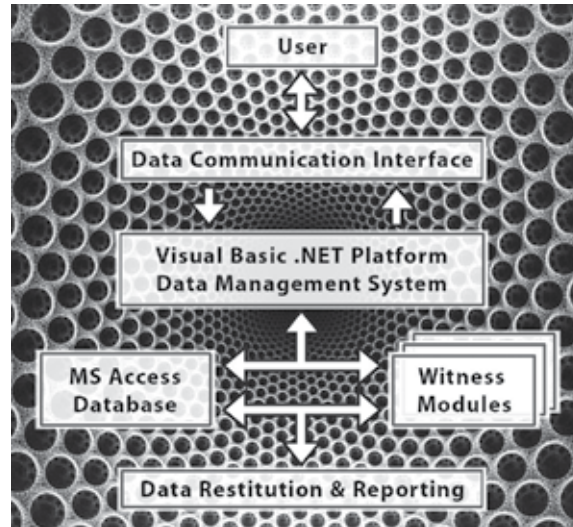 User
Data Communication Interface
Visual Basic .NET Platform
Data Management System
MS Access
Database
Witness
Modules
Data Restitution & Reporting